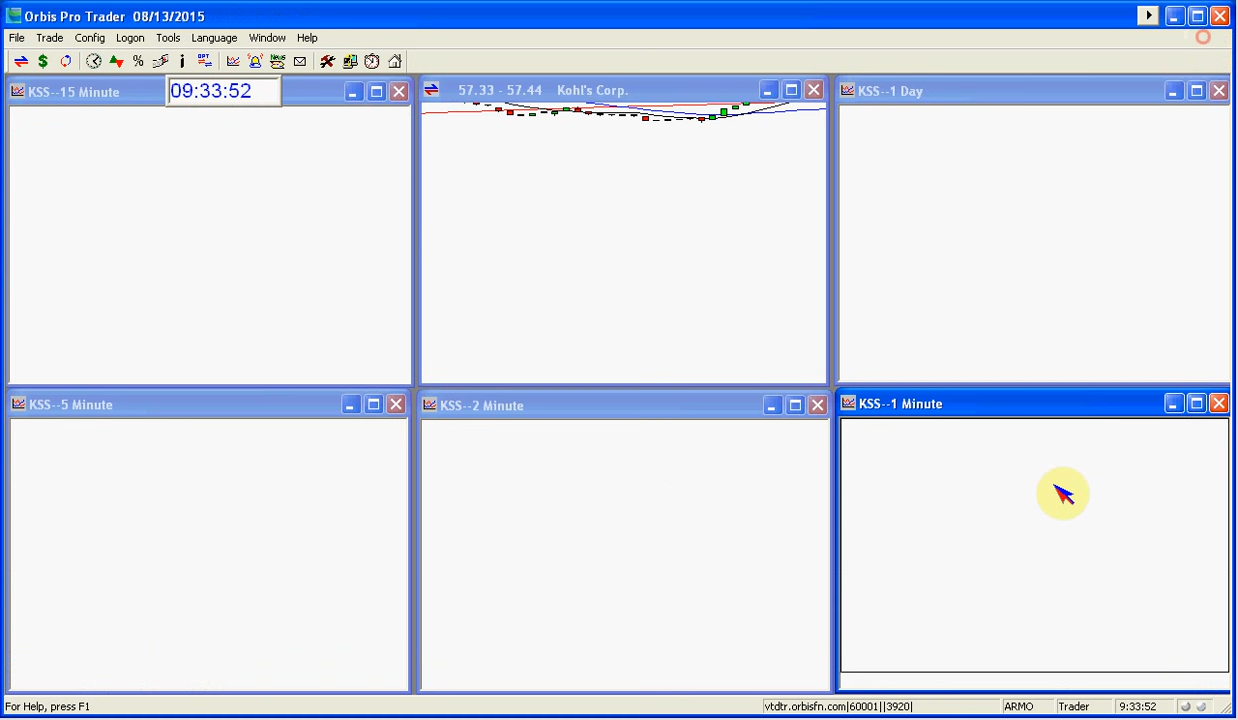 Orbis Pro Trader 08/13/2015
File Trade Config Logon Tools Language Window Help
% i OPT
KSS--15 Minute
09:33:52
57.33 - 57.44 Kohl's Corp.
KSS--1 Day
KSS--5 Minute
KSS--2 Minute
KSS--1 Minute
For Help, press F1
vtdtr.orbisfn.com|60001||3920|
ARMO
Trader
9:33:52